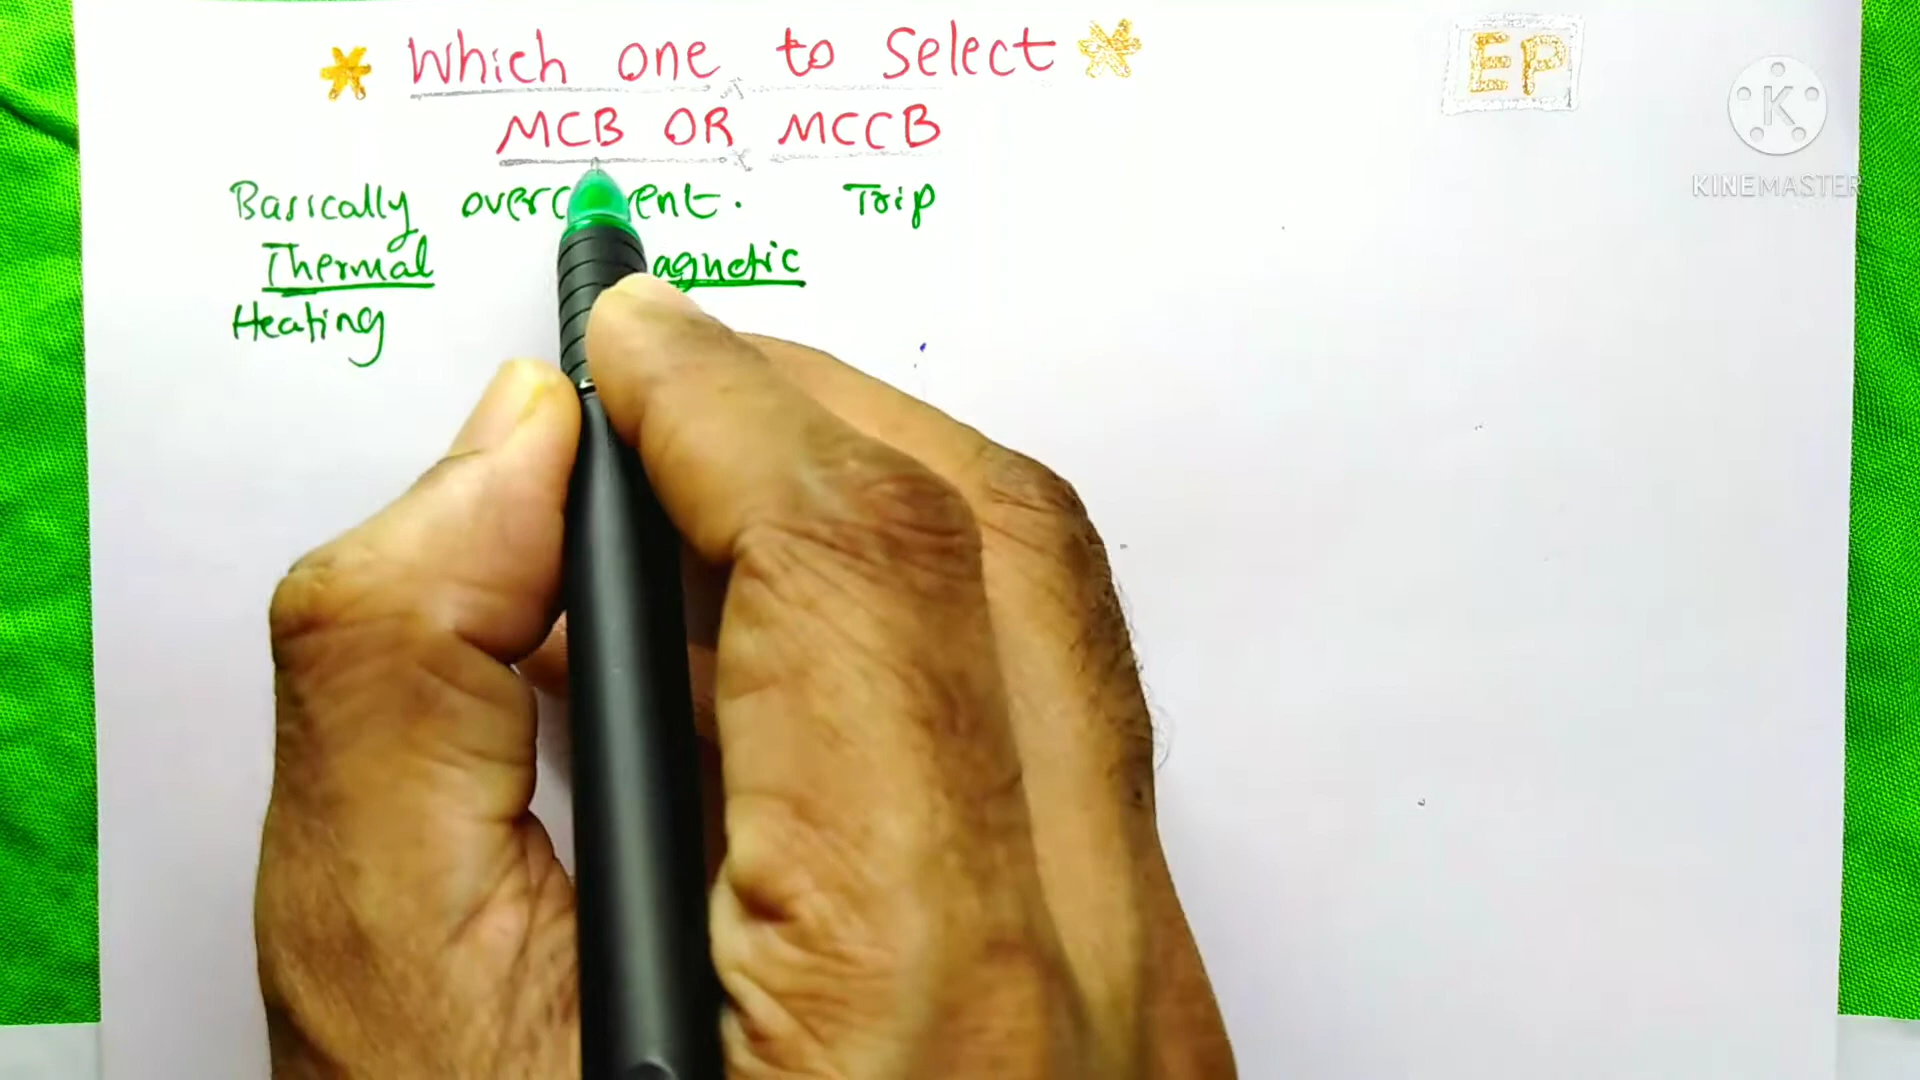 Which one to Select
MCB OR MCCB
EP
K
KINEMASTER
Basically Trip
Thermal
Heating